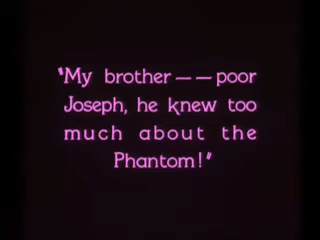 "My brother — — poor
Joseph, he knew too
much about the
Phantom!"